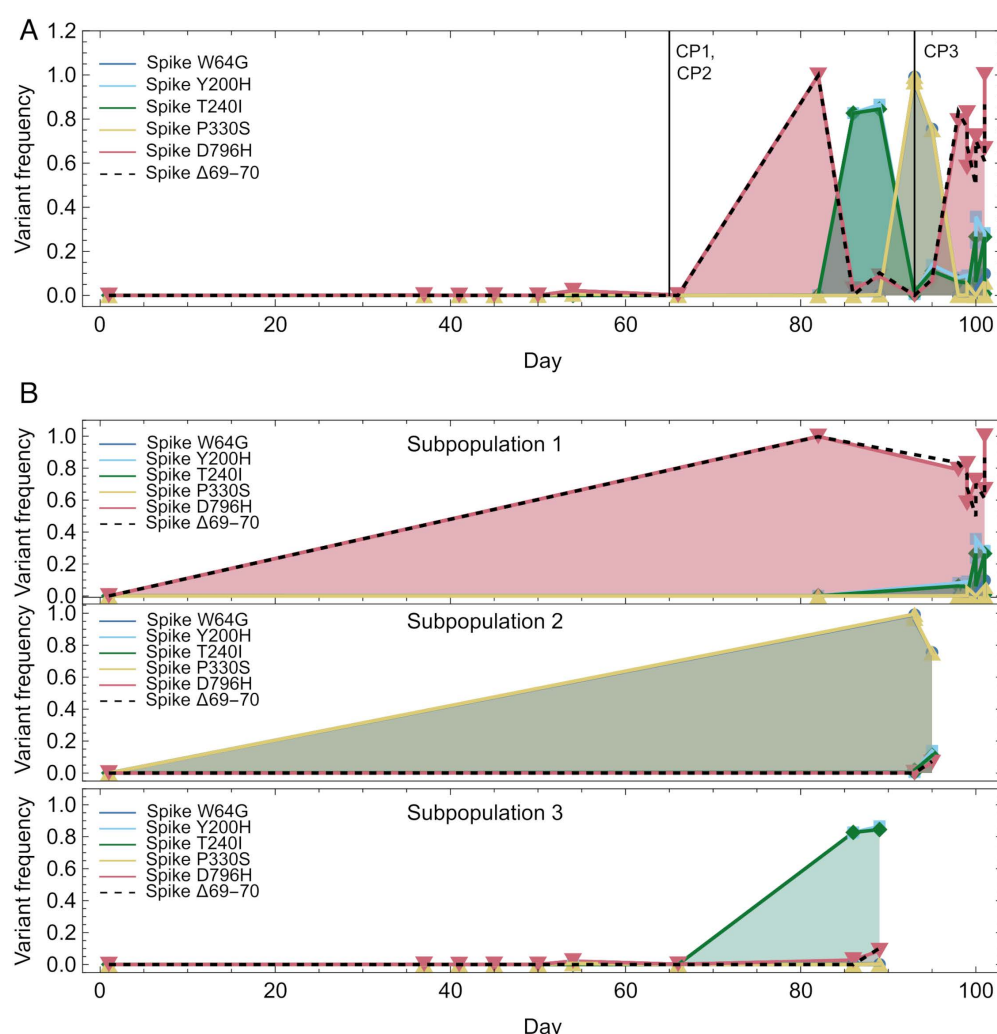 A
1.2
1.0
0.8
0.6
0.4
0.2
0.0
Variant frequency
Spike W64G
Spike Y200H
Spike T240I
Spike P330S
Spike D796H
Spike Δ69–70
CP1,
CP2
CP3
0 20 40 60 80 100
Day
B
Subpopulation 1
1.0
0.8
0.6
0.4
0.2
0.0
Variant frequency
Spike W64G
Spike Y200H
Spike T240I
Spike P330S
Spike D796H
Spike Δ69–70
Subpopulation 2
1.0
0.8
0.6
0.4
0.2
0.0
Variant frequency
Spike W64G
Spike Y200H
Spike T240I
Spike P330S
Spike D796H
Spike Δ69–70
Subpopulation 3
1.0
0.8
0.6
0.4
0.2
0.0
Variant frequency
Spike W64G
Spike Y200H
Spike T240I
Spike P330S
Spike D796H
Spike Δ69–70
0 20 40 60 80 100
Day